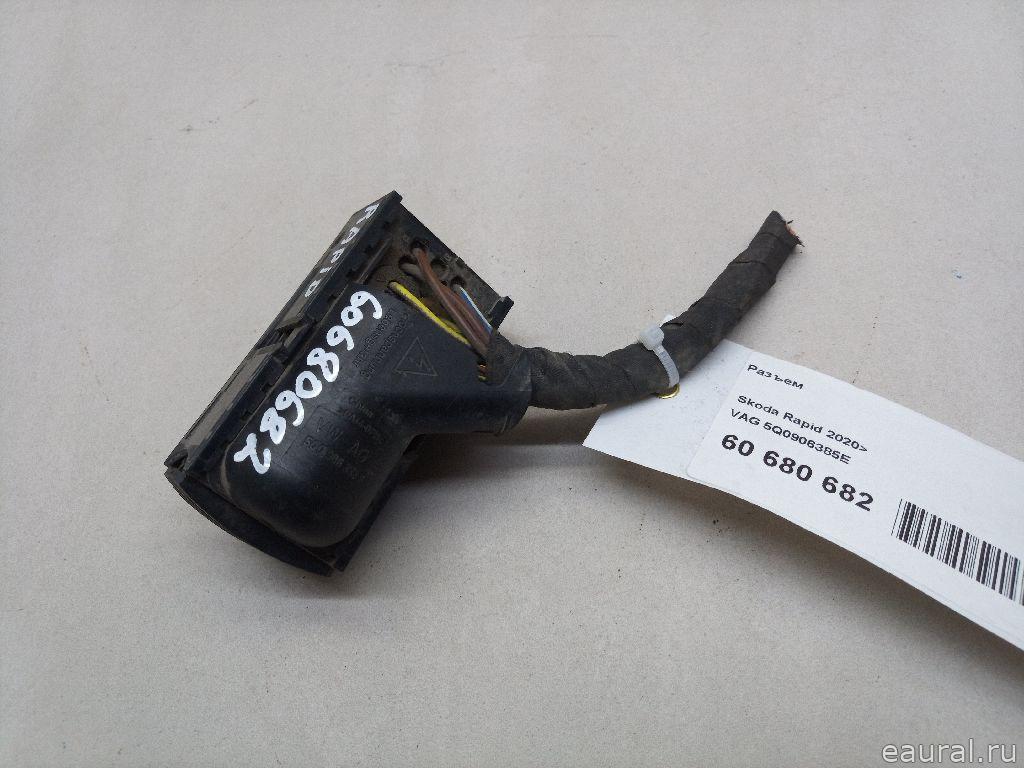 RAPID
60680682
Разъем
Skoda Rapid 2020>
VAG 5Q0906385E
60 680 682
eaural.ru